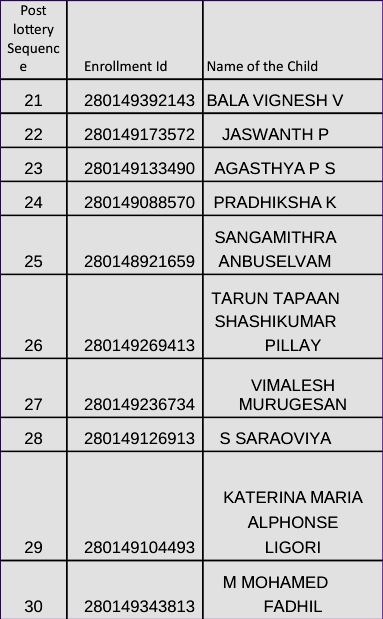 Post
lottery
Sequenc
e Enrollment Id Name of the Child
21 280149392143 BALA VIGNESH V
22 280149173572 JASWANTH P
23 280149133490 AGASTHYA P S
24 280149088570 PRADHIKSHA K
SANGAMITHRA
25 280148921659 ANBUSELVAM
TARUN TAPAAN
SHASHIKUMAR
26 280149269413 PILLAY
VIMALESH
27 280149236734 MURUGESAN
28 280149126913 S SARAOVIYA
KATERINA MARIA
ALPHONSE
29 280149104493 LIGORI
M MOHAMED
30 280149343813 FADHIL